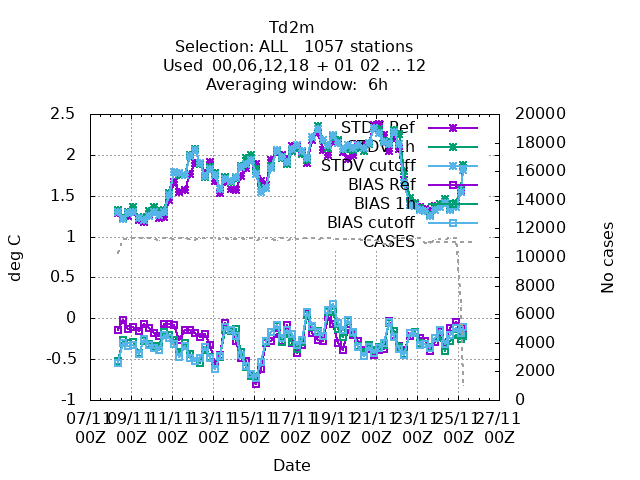 Td2m
Selection: ALL   1057 stations
Used  00,06,12,18 + 01 02 ... 12
Averaging window:  6h
2.5
2
1.5
1
0.5
0
-0.5
-1
deg C
20000
18000
16000
14000
12000
10000
8000
6000
4000
2000
0
No cases
STDV Ref
STDV 1h
STDV cutoff
BIAS Ref
BIAS 1h
BIAS cutoff
CASES
07/11 09/11 11/11 13/11 15/11 17/11 19/11 21/11 23/11 25/11 27/11
00Z 00Z 00Z 00Z 00Z 00Z 00Z 00Z 00Z 00Z 00Z
Date